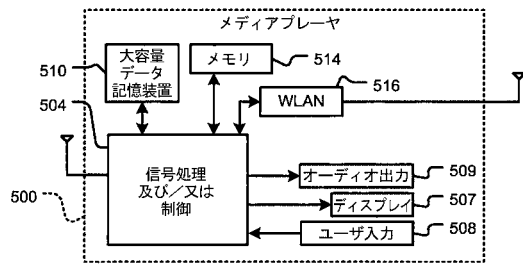 メディアプレーヤ
510
大容量
データ
記憶装置
メモリ
514
504
WLAN
516
信号処理
及び／又は
制御
500
オーディオ出力
509
ディスプレイ
507
ユーザ入力
508